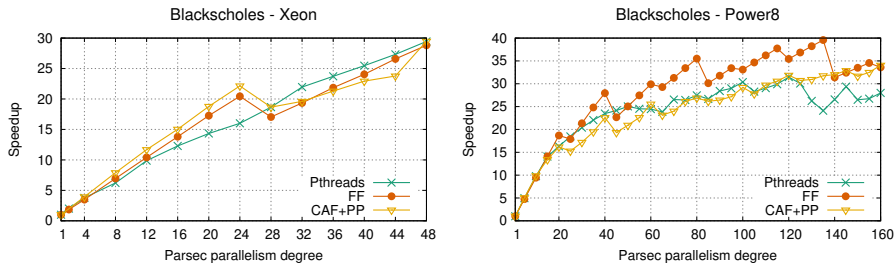 Blackscholes - Xeon
Speedup
30
25
20
15
10
5
0
1 4 8 12 16 20 24 28 32 36 40 44 48
Parsec parallelism degree
Pthreads
FF
CAF+PP
Blackscholes - Power8
Speedup
40
35
30
25
20
15
10
5
0
1 20 40 60 80 100 120 140 160
Parsec parallelism degree
Pthreads
FF
CAF+PP